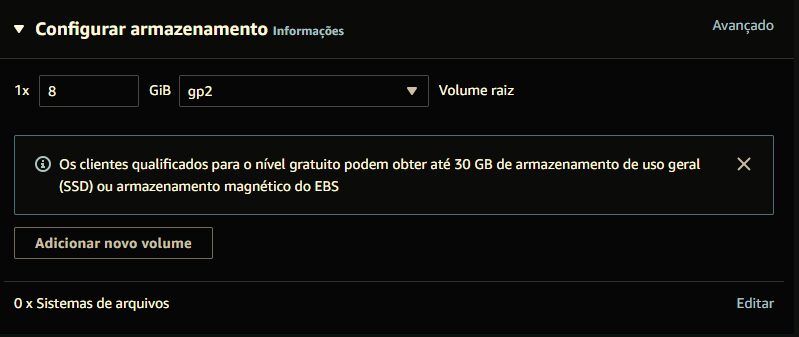 Configurar armazenamento Informações
Avançado
1x 8 GiB gp2 Volume raiz
Os clientes qualificados para o nível gratuito podem obter até 30 GB de armazenamento de uso geral
(SSD) ou armazenamento magnético do EBS
Adicionar novo volume
0 x Sistemas de arquivos
Editar